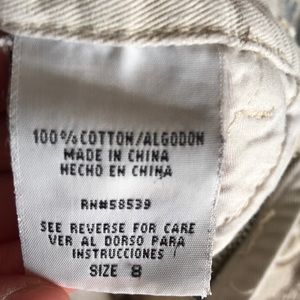 100%COTTON/ALGODON
MADE IN CHINA
HECHO EN CHINA
RN#58539
SEE REVERSE FOR CARE
VER AL DORSO PARA
INSTRUCCIONES
SIZE 8